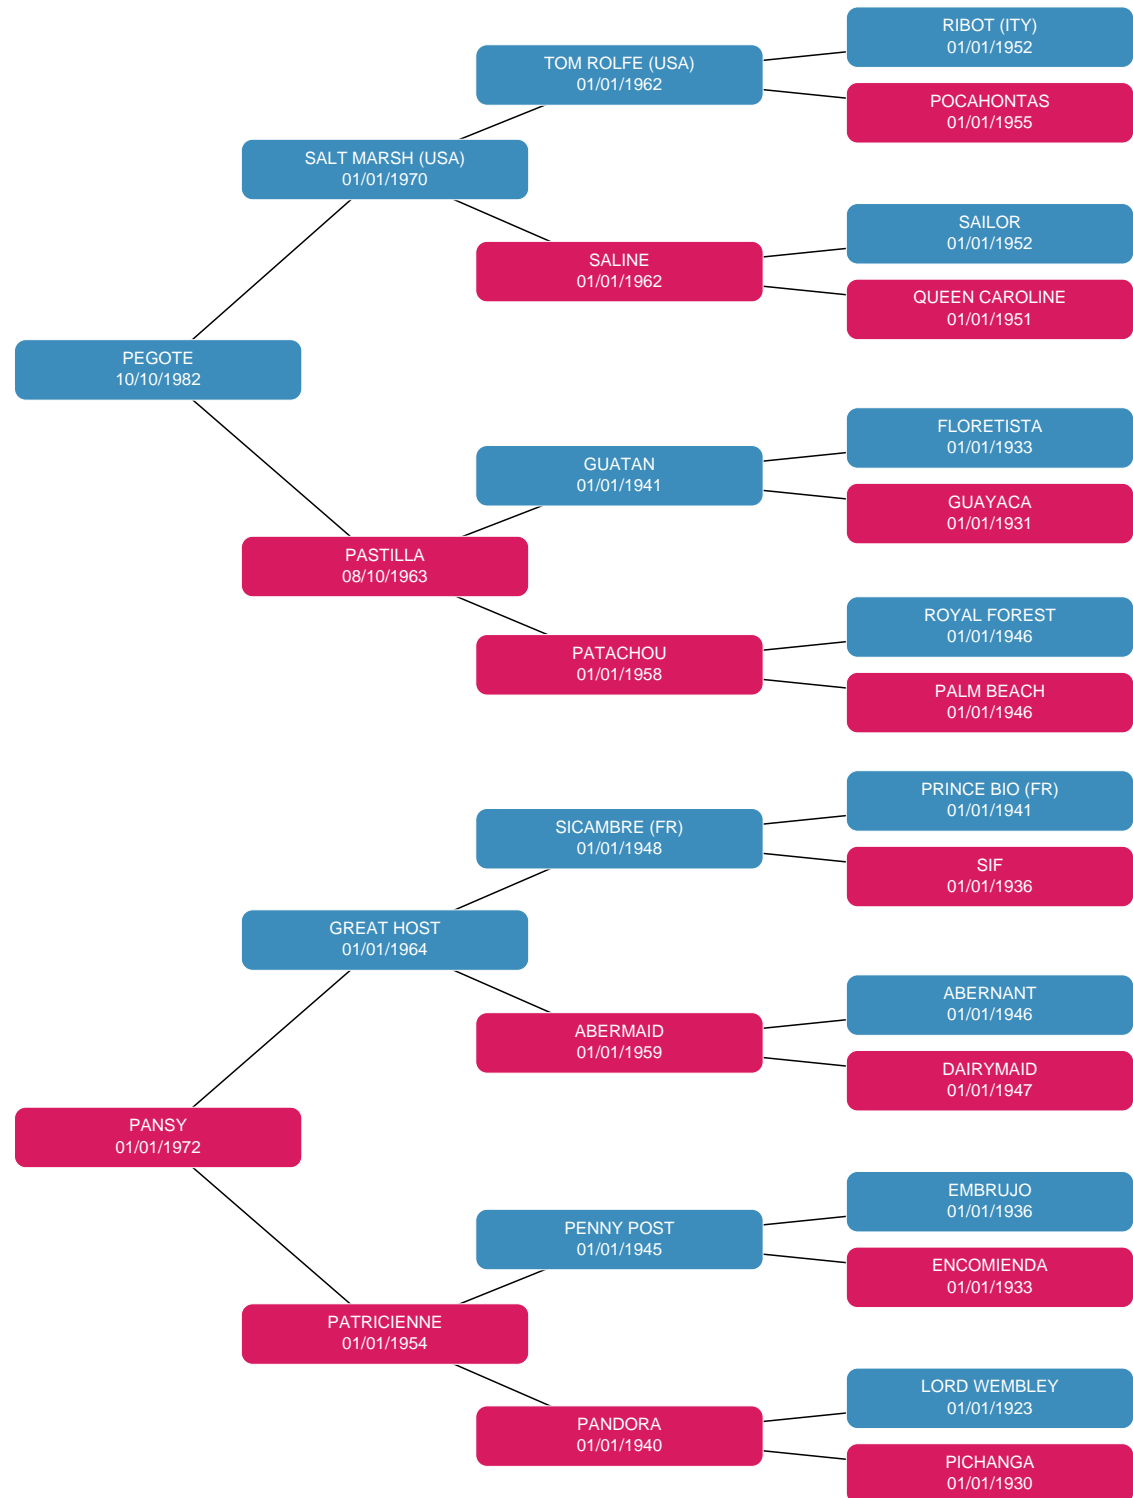 RIBOT (ITY)
01/01/1952
TOM ROLFE (USA)
01/01/1962
POCAHONTAS
01/01/1955
SALT MARSH (USA)
01/01/1970
SAILOR
01/01/1952
SALINE
01/01/1962
QUEEN CAROLINE
01/01/1951
PEGOTE
10/10/1982
FLORETISTA
01/01/1933
GUATAN
01/01/1941
GUAYACA
01/01/1931
PASTILLA
08/10/1963
ROYAL FOREST
01/01/1946
PATACHOU
01/01/1958
PALM BEACH
01/01/1946
PRINCE BIO (FR)
01/01/1941
SICAMBRE (FR)
01/01/1948
SIF
01/01/1936
GREAT HOST
01/01/1964
ABERNANT
01/01/1946
ABERMAID
01/01/1959
DAIRYMAID
01/01/1947
PANSY
01/01/1972
EMBRUJO
01/01/1936
PENNY POST
01/01/1945
ENCOMIENDA
01/01/1933
PATRICIENNE
01/01/1954
LORD WEMBLEY
01/01/1923
PANDORA
01/01/1940
PICHANGA
01/01/1930